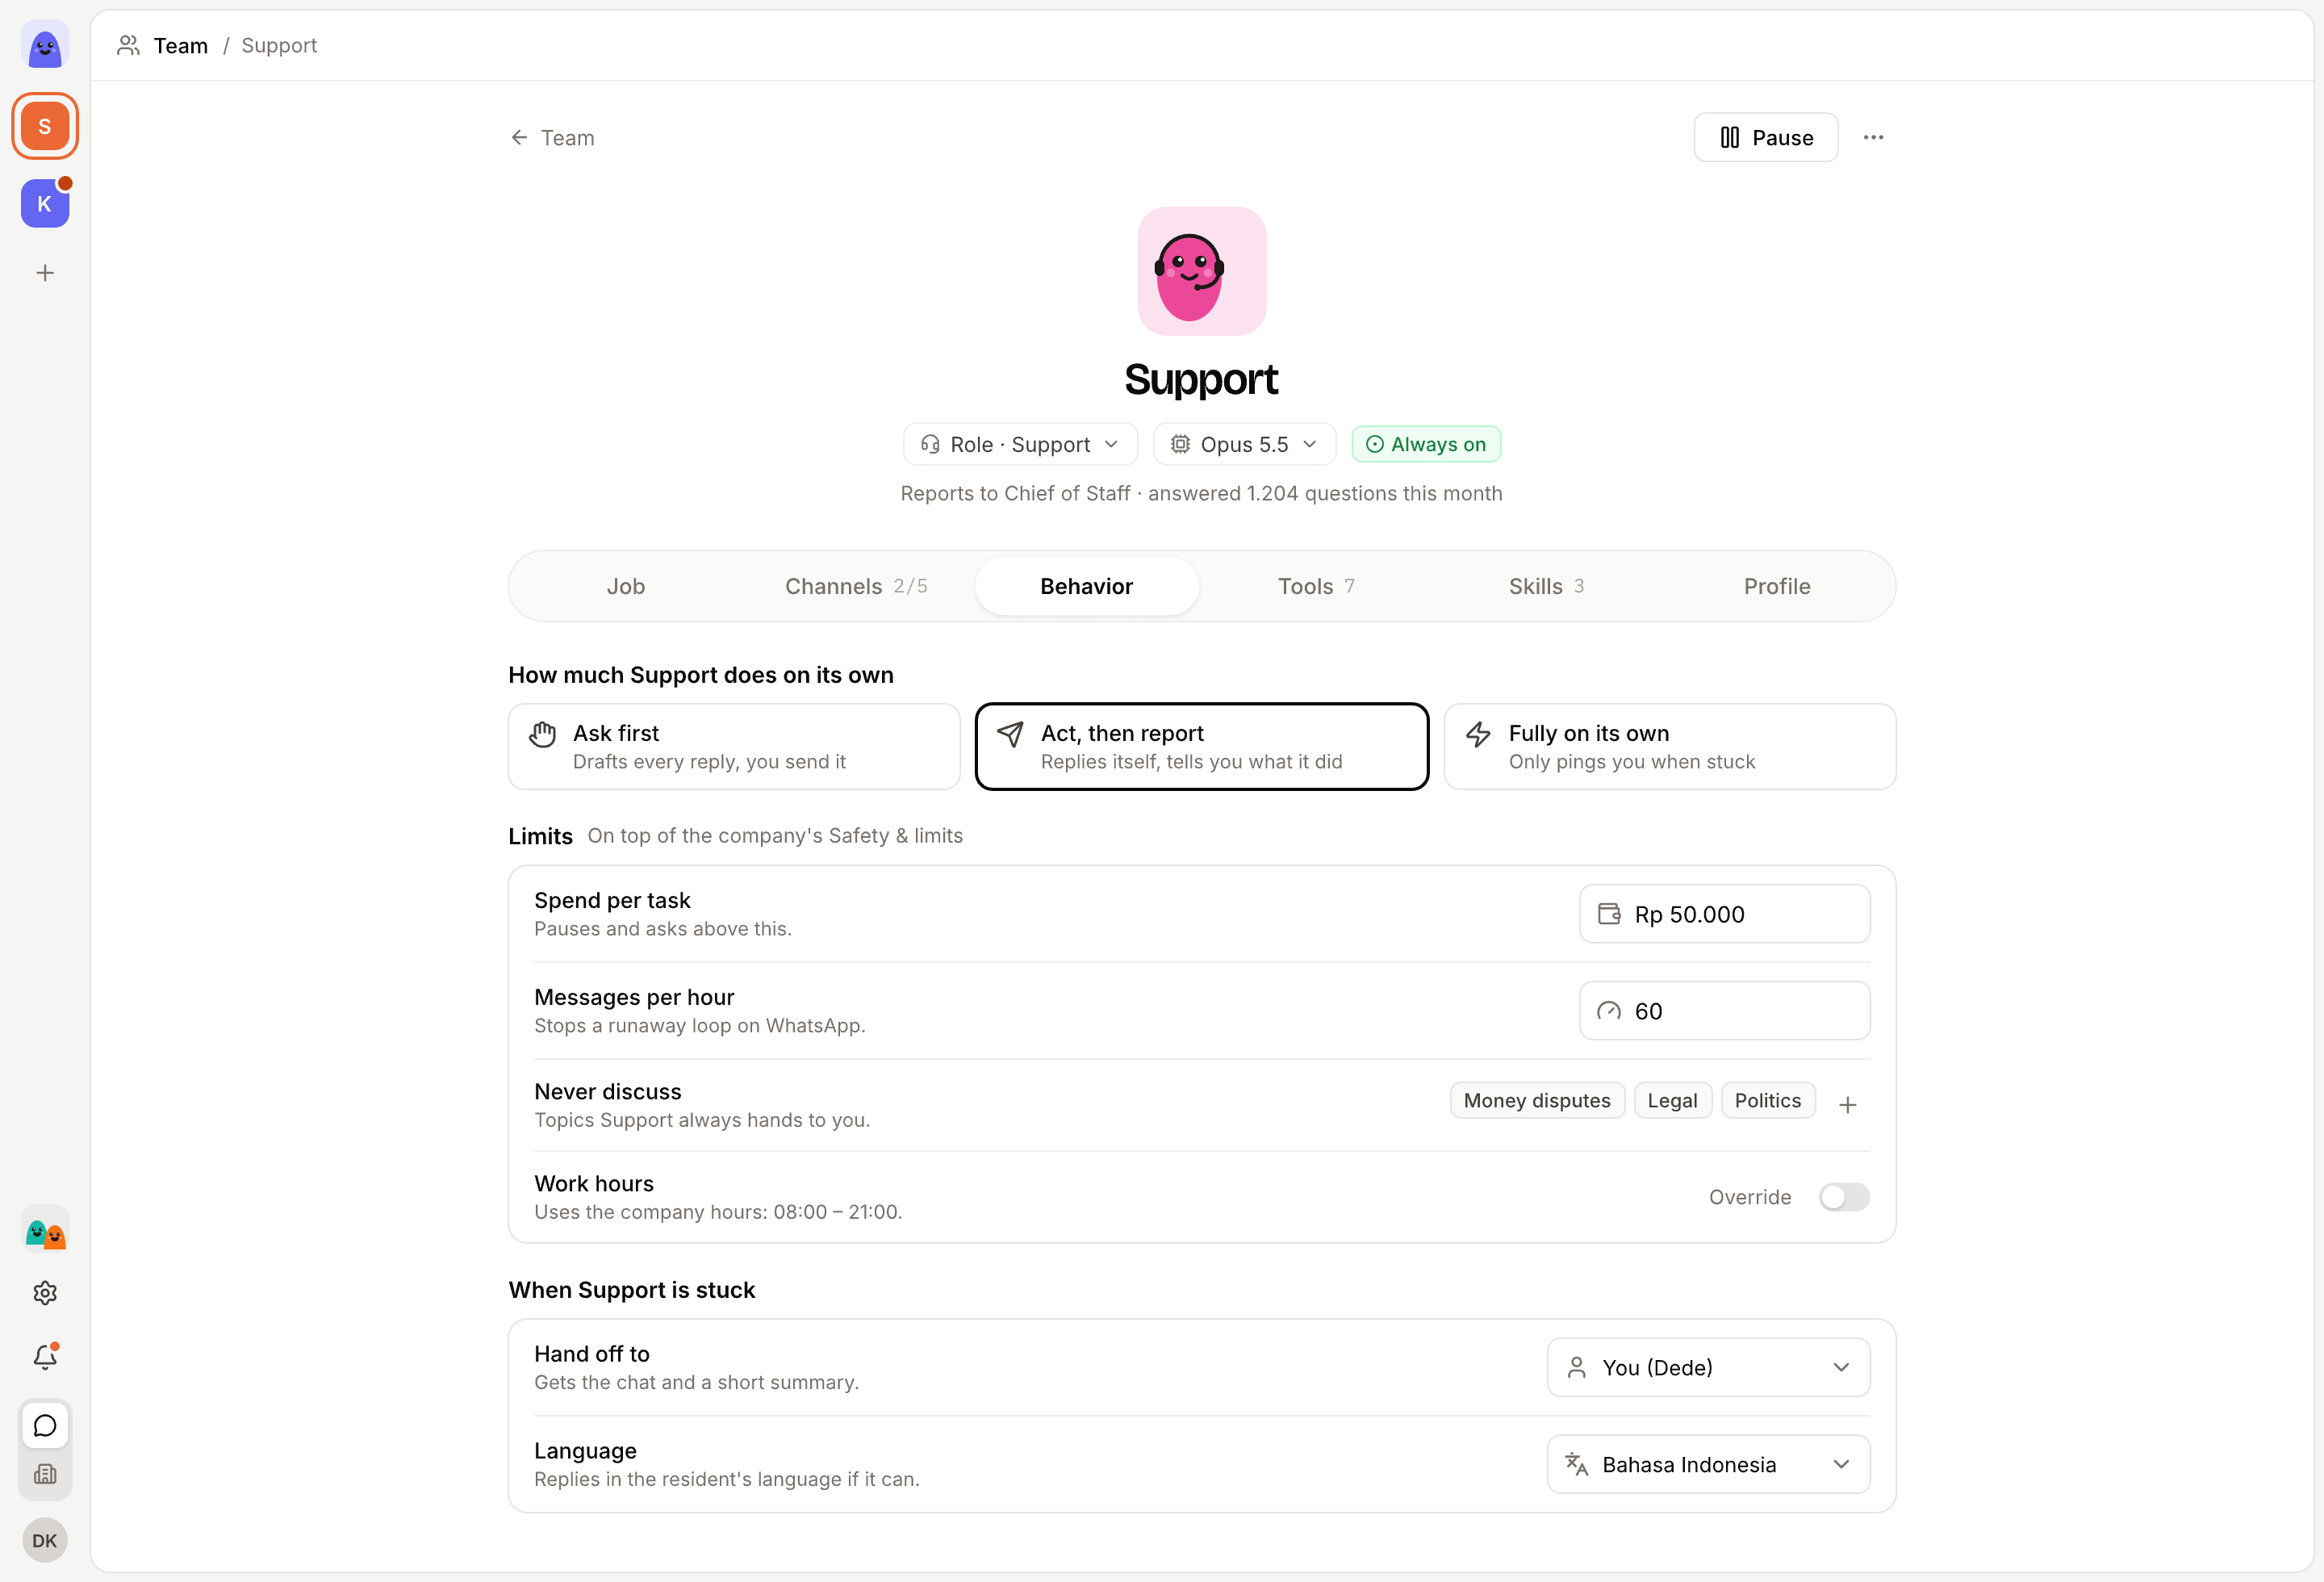 Team / Support
S
K
Team
Pause
Support
Role · Support
Opus 5.5
Always on
Reports to Chief of Staff · answered 1.204 questions this month
Job
Channels 2/5
Behavior
Tools 7
Skills 3
Profile
How much Support does on its own
Ask first
Drafts every reply, you send it
Act, then report
Replies itself, tells you what it did
Fully on its own
Only pings you when stuck
Limits On top of the company's Safety & limits
Spend per task
Pauses and asks above this.
Rp 50.000
Messages per hour
Stops a runaway loop on WhatsApp.
60
Never discuss
Topics Support always hands to you.
Money disputes
Legal
Politics
Work hours
Uses the company hours: 08:00 – 21:00.
Override
When Support is stuck
Hand off to
Gets the chat and a short summary.
You (Dede)
Language
Replies in the resident's language if it can.
Bahasa Indonesia
DK